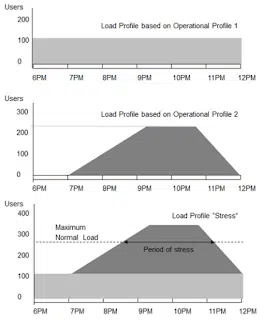 Users
200
Load Profile based on Operational Profile 1
100
0
6PM 7PM 8PM 9PM 10PM 11PM 12PM
Users
300
Load Profile based on Operational Profile 2
200
100
0
6PM 7PM 8PM 9PM 10PM 11PM 12PM
Users
400
Load Profile "Stress"
300
Maximum
Normal Load
200
Period of stress
100
0
6PM 7PM 8PM 9PM 10PM 11PM 12PM